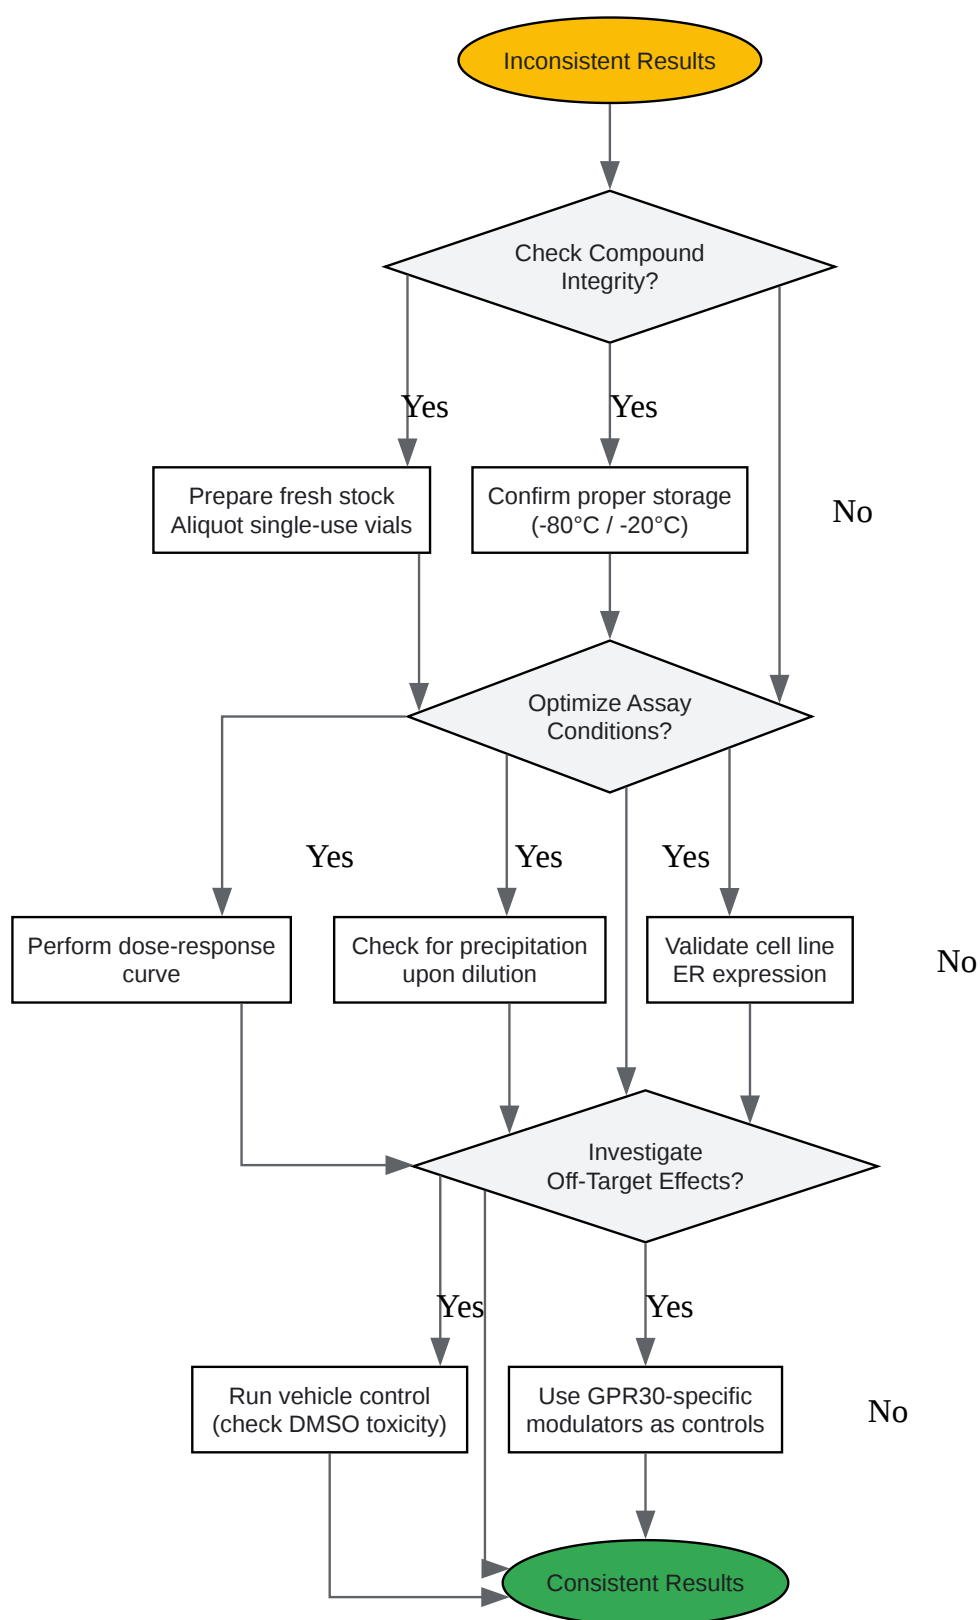 Inconsistent Results
Check Compound
Integrity?
Yes
Yes
Prepare fresh stock
Aliquot single-use vials
Confirm proper storage
(-80°C / -20°C)
No
Optimize Assay
Conditions?
Yes
Yes
Yes
Perform dose-response
curve
Check for precipitation
upon dilution
Validate cell line
ER expression
No
Investigate
Off-Target Effects?
Yes
Yes
Run vehicle control
(check DMSO toxicity)
Use GPR30-specific
modulators as controls
No
Consistent Results